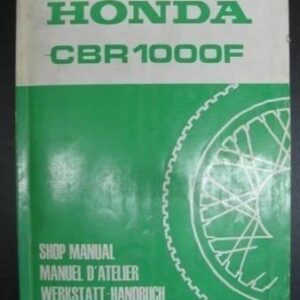 HONDA
CBR1000F
SHOP MANUAL
MANUEL D'ATELIER
WERKSTATT-HANDBUCH